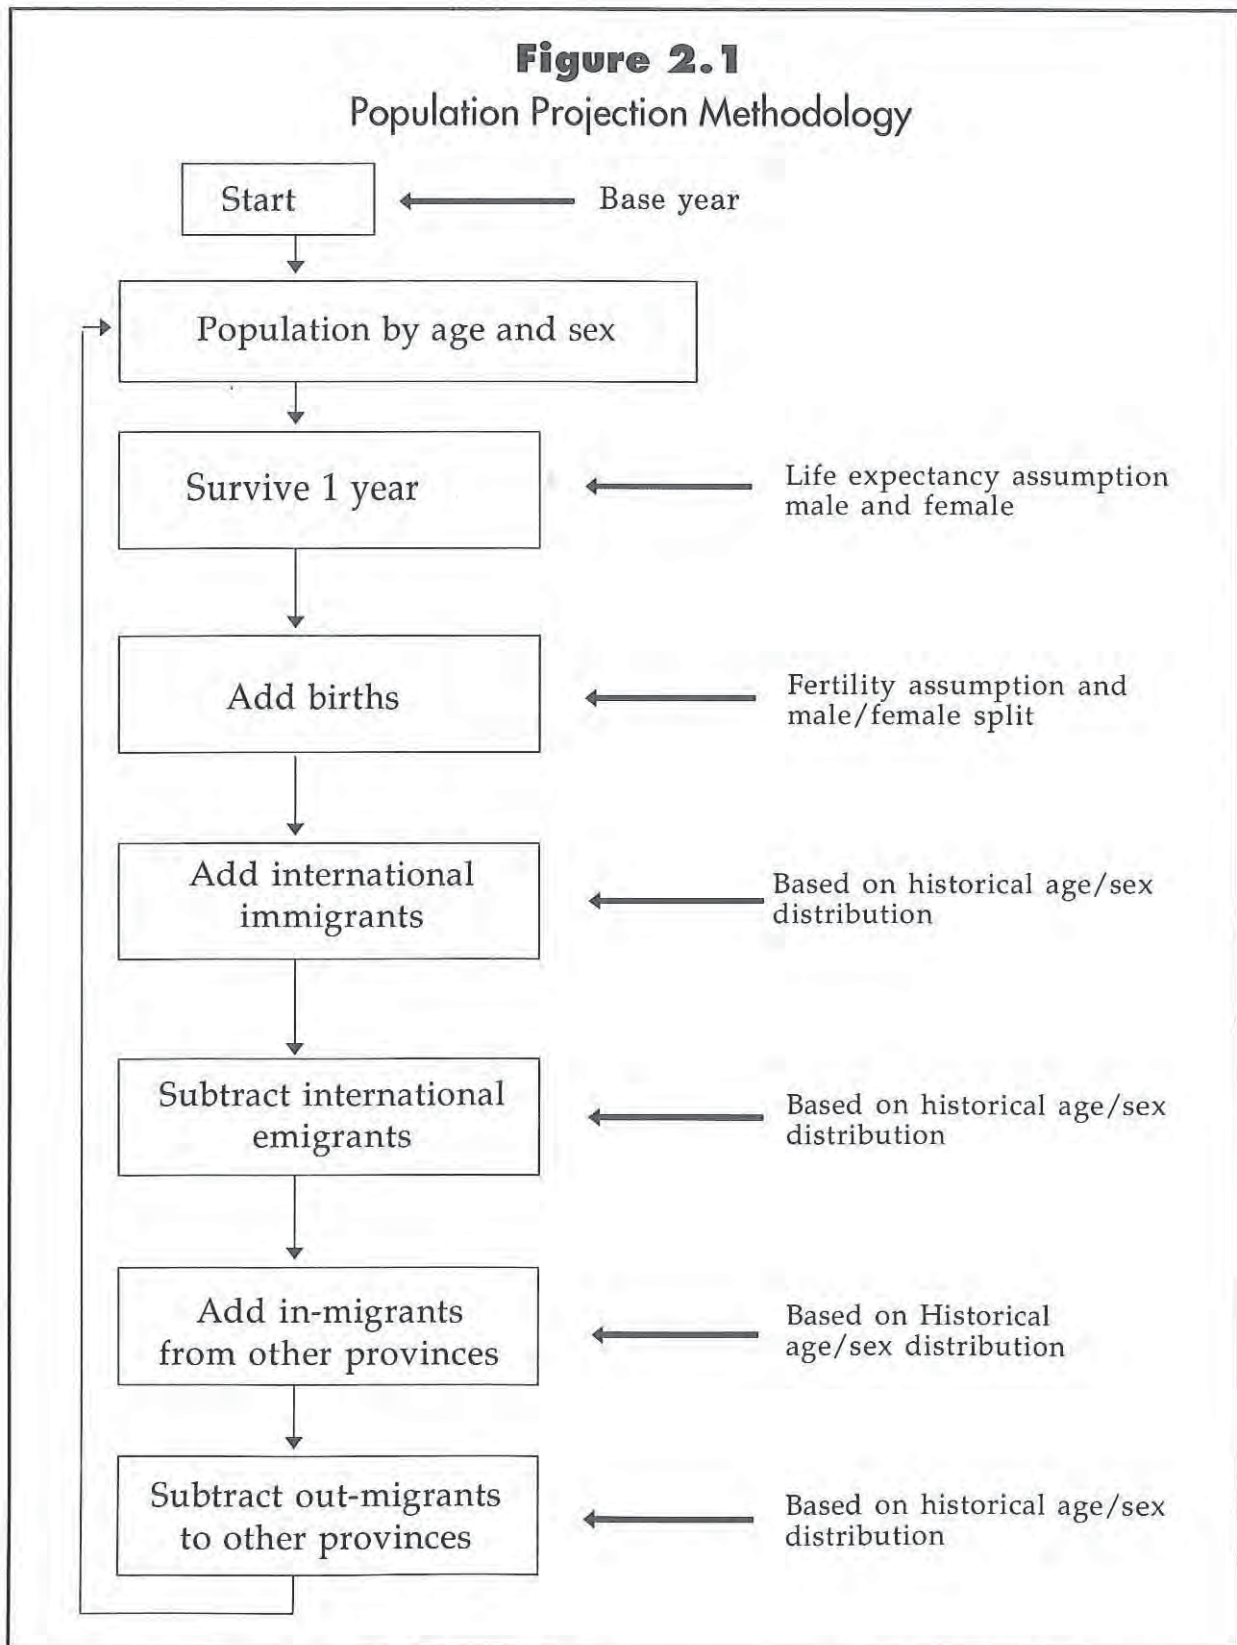 Figure 2.1
Population Projection Methodology
Start
Base year
Population by age and sex
Survive 1 year
Life expectancy assumption
male and female
Add births
Fertility assumption and
male/female split
Add international
immigrants
Based on historical age/sex
distribution
Subtract international
emigrants
Based on historical age/sex
distribution
Add in-migrants
from other provinces
Based on Historical
age/sex distribution
Subtract out-migrants
to other provinces
Based on historical age/sex
distribution